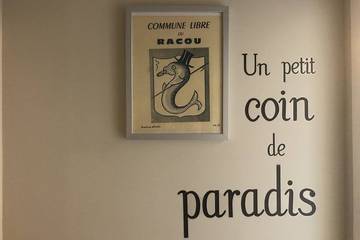 COMMUNE LIBRE
DU
RACOU
Un petit
coin
de
paradis